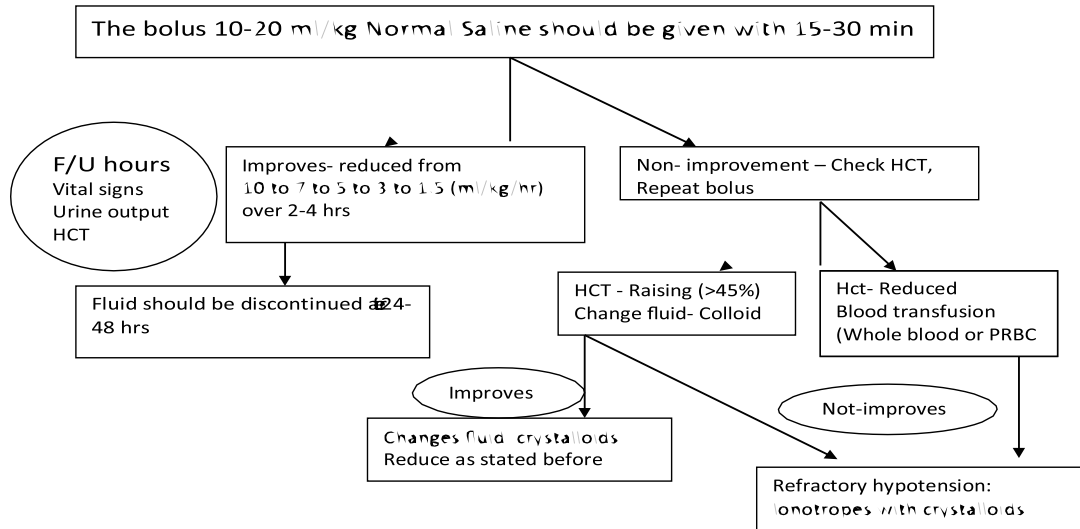 The bolus 10-20 ml/kg Normal Saline should be given with 15-30 min
F/U hours
Vital signs
Urine output
HCT
Improves- reduced from
10 to 7 to 5 to 3 to 1.5 (ml/kg/hr)
over 2-4 hrs
Non- improvement – Check HCT,
Repeat bolus
Fluid should be discontinued 24-
48 hrs
HCT - Raising (>45%)
Change fluid- Colloid
Hct- Reduced
Blood transfusion
(Whole blood or PRBC
Improves
Not-improves
Changes fluid crystalloids
Reduce as stated before
Refractory hypotension:
Ionotropes with crystalloids